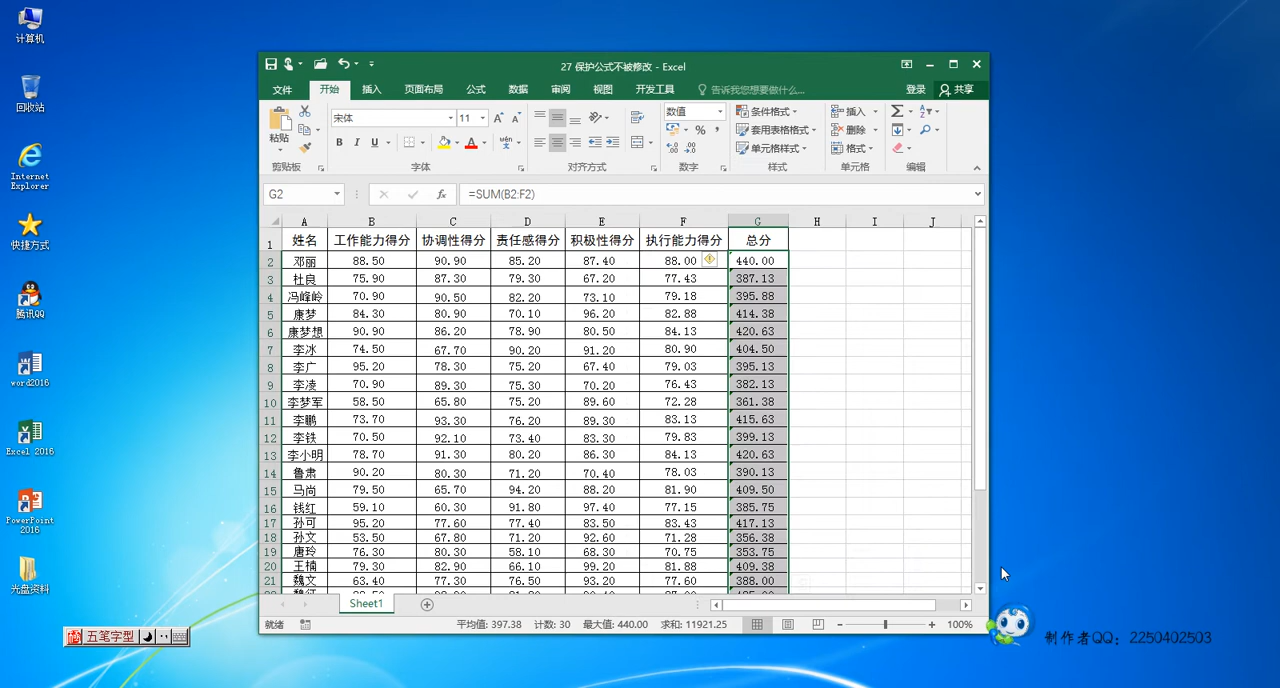 计算机
回收站
Internet
Explorer
快捷方式
腾讯QQ
word2016
Excel 2016
PowerPoint
2016
光盘资料
五笔字型
27 保护公式不被修改 - Excel
文件 开始 插入 页面布局 公式 数据 审阅 视图 开发工具 告诉我您想要做什么... 登录 共享
宋体 11 数值 条件格式 插入
粘贴 B I U A A % 套用表格格式 删除
单元格样式 格式
剪贴板 字体 对齐方式 数字 样式 单元格 编辑
G2 fx =SUM(B2:F2)
A B C D E F G H I J
1 姓名 工作能力得分 协调性得分 责任感得分 积极性得分 执行能力得分 总分
2 邓丽 88.50 90.90 85.20 87.40 88.00 440.00
3 杜良 75.90 87.30 79.30 67.20 77.43 387.13
4 冯峰岭 70.90 90.50 82.20 73.10 79.18 395.88
5 康梦 84.30 80.90 70.10 96.20 82.88 414.38
6 康梦想 90.90 86.20 78.90 80.50 84.13 420.63
7 李冰 74.50 67.70 90.20 91.20 80.90 404.50
8 李广 95.20 78.30 75.20 67.40 79.03 395.13
9 李凌 70.90 89.30 75.30 70.20 76.43 382.13
10 李梦军 58.50 65.80 75.20 89.60 72.28 361.38
11 李鹏 73.70 93.30 76.20 89.30 83.13 415.63
12 李铁 70.50 92.10 73.40 83.30 79.83 399.13
13 李小明 78.70 91.30 80.20 86.30 84.13 420.63
14 鲁肃 90.20 80.30 71.20 70.40 78.03 390.13
15 马尚 79.50 65.70 94.20 88.20 81.90 409.50
16 钱红 59.10 60.30 91.80 97.40 77.15 385.75
17 孙可 95.20 77.60 77.40 83.50 83.43 417.13
18 孙文 53.50 67.80 71.20 92.60 71.28 356.38
19 唐玲 76.30 80.30 58.10 68.30 70.75 353.75
20 王楠 79.30 82.90 66.10 99.20 81.88 409.38
21 魏文 63.40 77.30 76.50 93.20 77.60 388.00
Sheet1
就绪 平均值: 397.38 计数: 30 最大值: 440.00 求和: 11921.25 100%
制作者QQ：2250402503